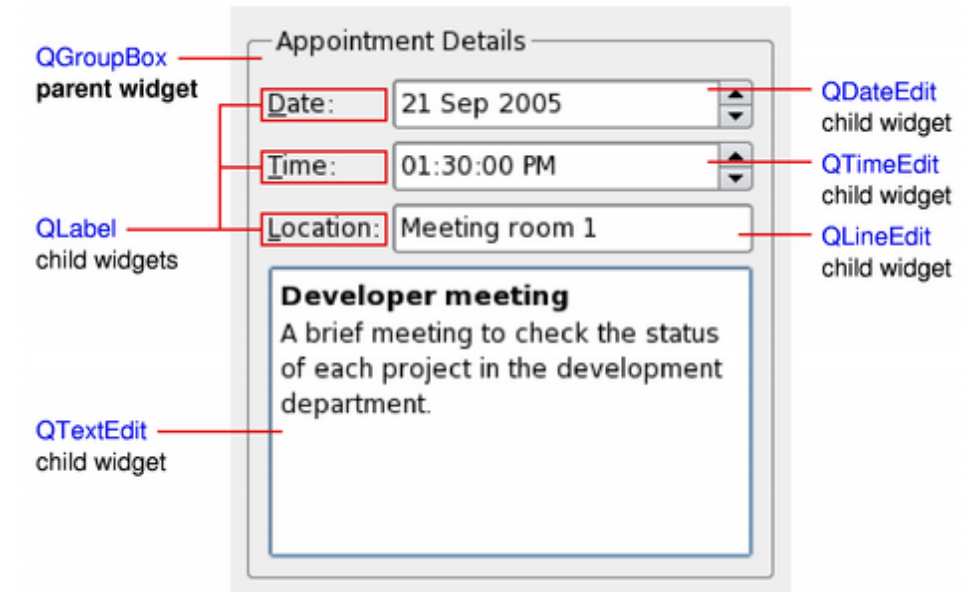 Appointment Details
QGroupBox
parent widget
Date:
21 Sep 2005
QDateEdit
child widget
Time:
01:30:00 PM
QTimeEdit
child widget
QLabel
child widgets
Location:
Meeting room 1
QLineEdit
child widget
Developer meeting
A brief meeting to check the status
of each project in the development
department.
QTextEdit
child widget